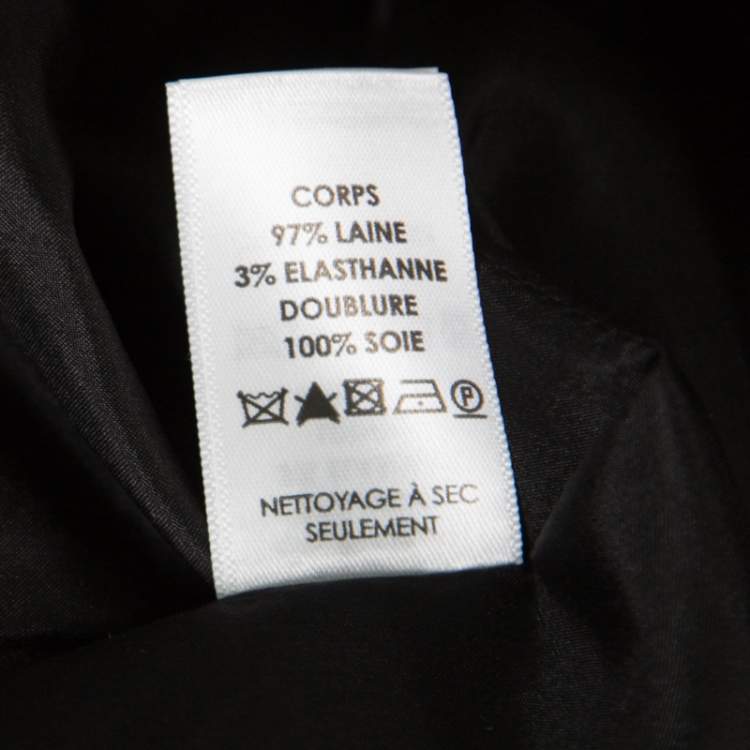 CORPS
97% LAINE
3% ELASTHANNE
DOUBLURE
100% SOIE
P
NETTOYAGE À SEC
SEULEMENT